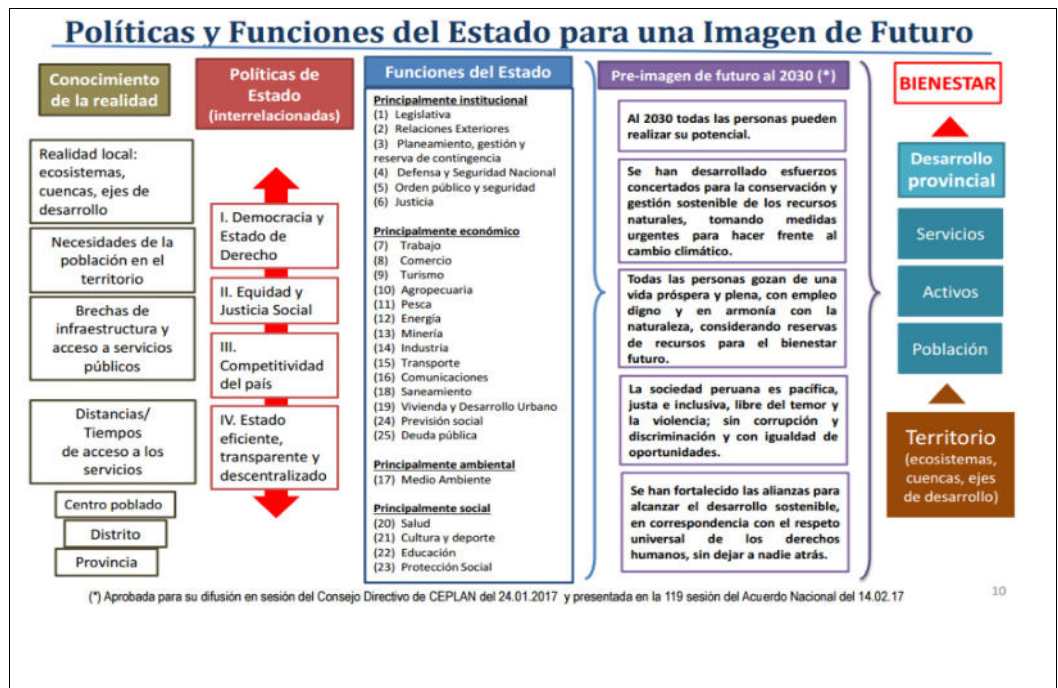 Políticas y Funciones del Estado para una Imagen de Futuro
Conocimiento
de la realidad
Realidad local:
ecosistemas,
cuencas, ejes de
desarrollo
Necesidades de la
población en el
territorio
Brechas de
infraestructura y
acceso a servicios
públicos
Distancias/
Tiempos
de acceso a los
servicios
Centro poblado
Distrito
Provincia
Políticas de
Estado
(interrelacionadas)
I. Democracia y
Estado de
Derecho
II. Equidad y
Justicia Social
III.
Competitividad
del país
IV. Estado
eficiente,
transparente y
descentralizado
Funciones del Estado
Principalmente institucional
(1) Legislativa
(2) Relaciones Exteriores
(3) Planeamiento, gestión y
reserva de contingencia
(4) Defensa y Seguridad Nacional
(5) Orden público y seguridad
(6) Justicia
Principalmente económico
(7) Trabajo
(8) Comercio
(9) Turismo
(10) Agropecuaria
(11) Pesca
(12) Energía
(13) Minería
(14) Industria
(15) Transporte
(16) Comunicaciones
(18) Saneamiento
(19) Vivienda y Desarrollo Urbano
(24) Previsión social
(25) Deuda pública
Principalmente ambiental
(17) Medio Ambiente
Principalmente social
(20) Salud
(21) Cultura y deporte
(22) Educación
(23) Protección Social
Pre-imagen de futuro al 2030 (*)
Al 2030 todas las personas pueden
realizar su potencial.
Se han desarrollado esfuerzos
concertados para la conservación y
gestión sostenible de los recursos
naturales, tomando medidas
urgentes para hacer frente al
cambio climático.
Todas las personas gozan de una
vida próspera y plena, con empleo
digno y en armonía con la
naturaleza, considerando reservas
de recursos para el bienestar
futuro.
La sociedad peruana es pacífica,
justa e inclusiva, libre del temor y
la violencia; sin corrupción y
discriminación y con igualdad de
oportunidades.
Se han fortalecido las alianzas para
alcanzar el desarrollo sostenible,
en correspondencia con el respeto
universal de los derechos
humanos, sin dejar a nadie atrás.
BIENESTAR
Desarrollo
provincial
Servicios
Activos
Población
Territorio
(ecosistemas,
cuencas, ejes
de desarrollo)
(*) Aprobada para su difusión en sesión del Consejo Directivo de CEPLAN del 24.01.2017 y presentada en la 119 sesión del Acuerdo Nacional del 14.02.17
10